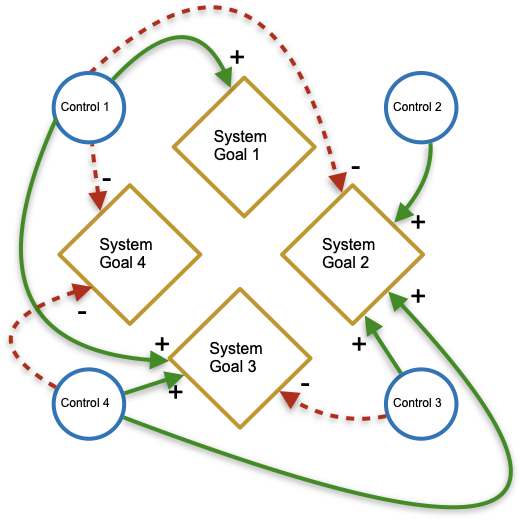 +
Control 1
Control 2
System
Goal 1
-
-
+
System
Goal 4
System
Goal 2
+
-
+
+
System
Goal 3
-
+
Control 4
Control 3